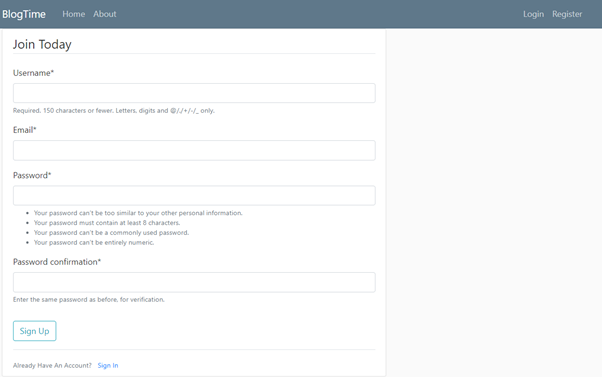 BlogTime Home About Login Register
Join Today
Username*
Required. 150 characters or fewer. Letters, digits and @/./+/-/_ only.
Email*
Password*
Your password can't be too similar to your other personal information.
Your password must contain at least 8 characters.
Your password can't be a commonly used password.
Your password can't be entirely numeric.
Password confirmation*
Enter the same password as before, for verification.
Sign Up
Already Have An Account? Sign In